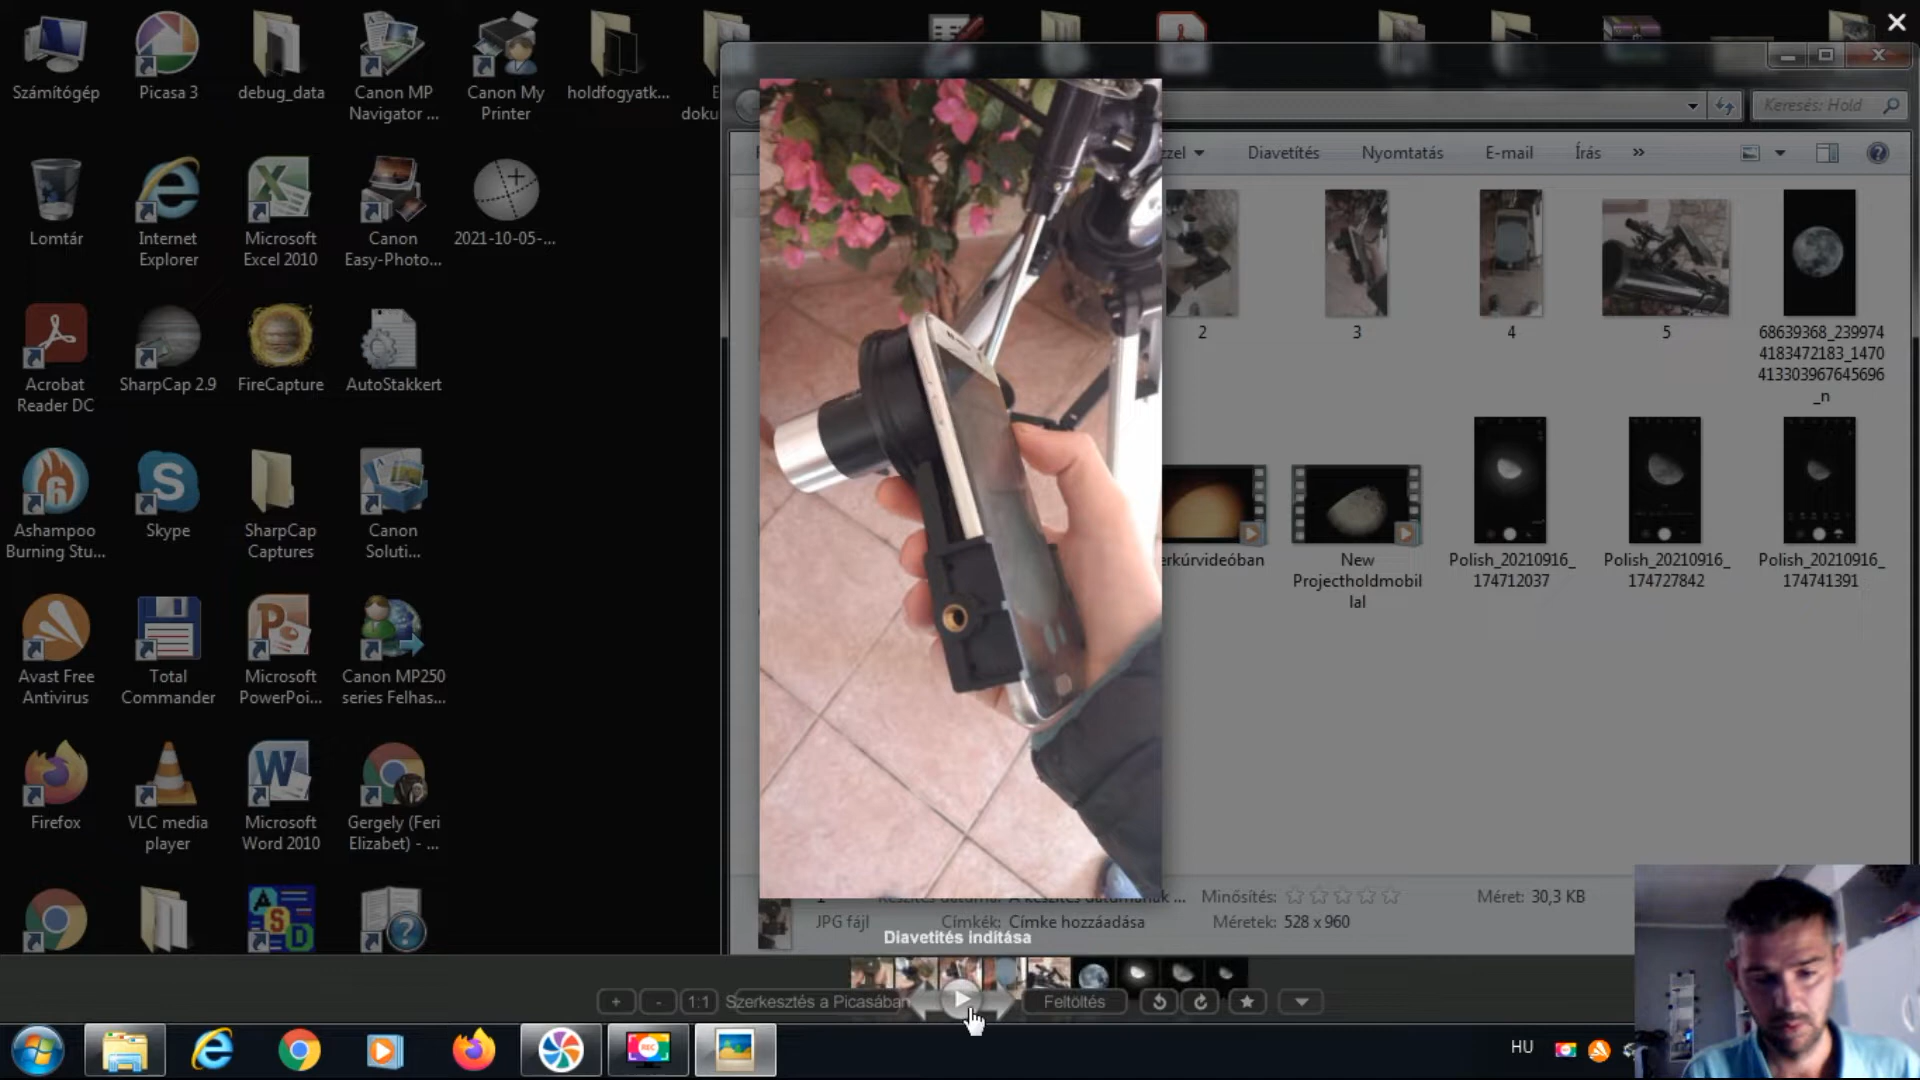 Számítógép
Picasa 3
debug_data
Canon MP
Navigator ...
Canon My
Printer
holdfogyatk...
doku
Lomtár
Internet
Explorer
Microsoft
Excel 2010
Canon
Easy-Photo...
2021-10-05-...
Acrobat
Reader DC
SharpCap 2.9
FireCapture
AutoStakkert
Ashampoo
Burning Stu...
Skype
SharpCap
Captures
Canon
Soluti...
Avast Free
Antivirus
Total
Commander
Microsoft
PowerPoi...
Canon MP250
series Felhas...
Firefox
VLC media
player
Microsoft
Word 2010
Gergely (Feri
Elizabet) - ...
Keresés: Hold
zzel
Diavetítés
Nyomtatás
E-mail
Írás
»
2
3
4
5
68639368_239974
4183472183_1470
413303967645696
_n
erkúrvideóban
New
Projectholdmobil
lal
Polish_20210916_
174712037
Polish_20210916_
174727842
Polish_20210916_
174741391
Minősítés:
Méret: 30,3 KB
JPG fájl
Címkék: Címke hozzáadása
Méretek: 528 x 960
Diavetítés indítása
+
-
1:1
Szerkesztés a Picasában
Feltöltés
REC
HU